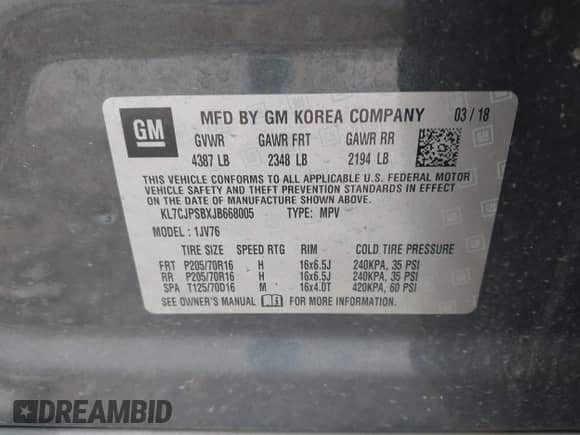 GM
MFD BY GM KOREA COMPANY 03 / 18
GVWR GAWR FRT GAWR RR
4387 LB 2348 LB 2194 LB
THIS VEHICLE CONFORMS TO ALL APPLICABLE U.S. FEDERAL MOTOR
VEHICLE SAFETY AND THEFT PREVENTION STANDARDS IN EFFECT ON
THE DATE OF MANUFACTURE SHOWN ABOVE.
KL7CJPSBXJB668005 TYPE: MPV
MODEL : 1JV76
TIRE SIZE SPEED RTG RIM COLD TIRE PRESSURE
FRT P205/70R16 H 16x6.5J 240KPA, 35 PSI
RR P205/70R16 H 16x6.5J 240KPA, 35 PSI
SPA T125/70D16 M 16x4.0T 420KPA, 60 PSI
SEE OWNER'S MANUAL FOR MORE INFORMATION.
DREAMBID